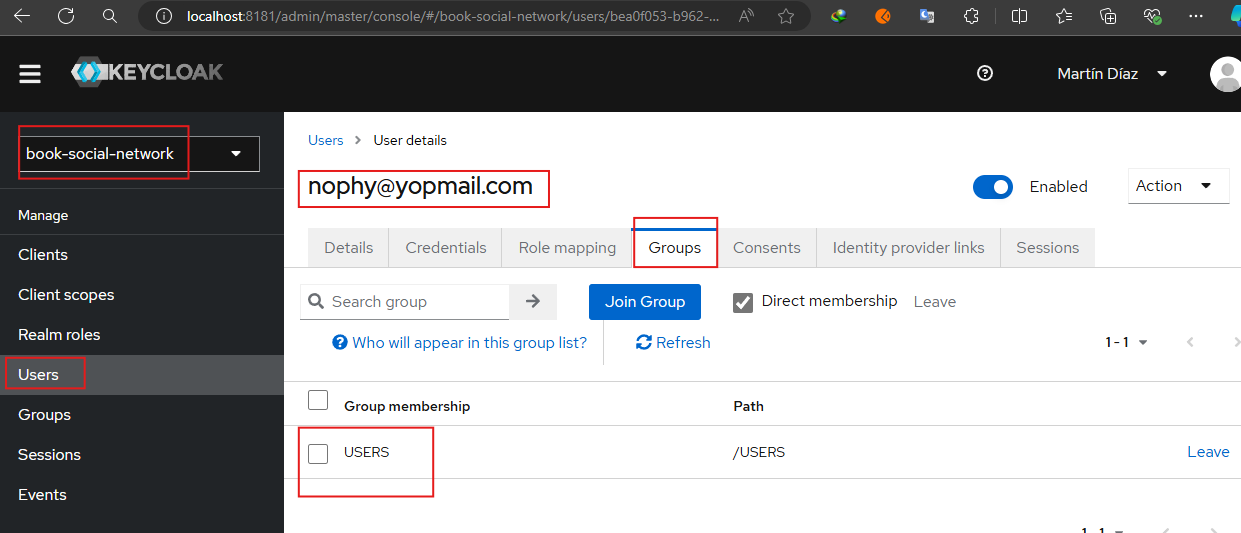 localhost:8181/admin/master/console/#/book-social-network/users/bea0f053-b962-...
KEYCLOAK
Martín Díaz
book-social-network
Manage
Clients
Client scopes
Realm roles
Users
Groups
Sessions
Events
Users > User details
nophy@yopmail.com
Enabled
Action
Details Credentials Role mapping Groups Consents Identity provider links Sessions
Search group
Join Group
Direct membership
Leave
Who will appear in this group list?
Refresh
1 - 1
Group membership Path
USERS /USERS Leave
1 - 1